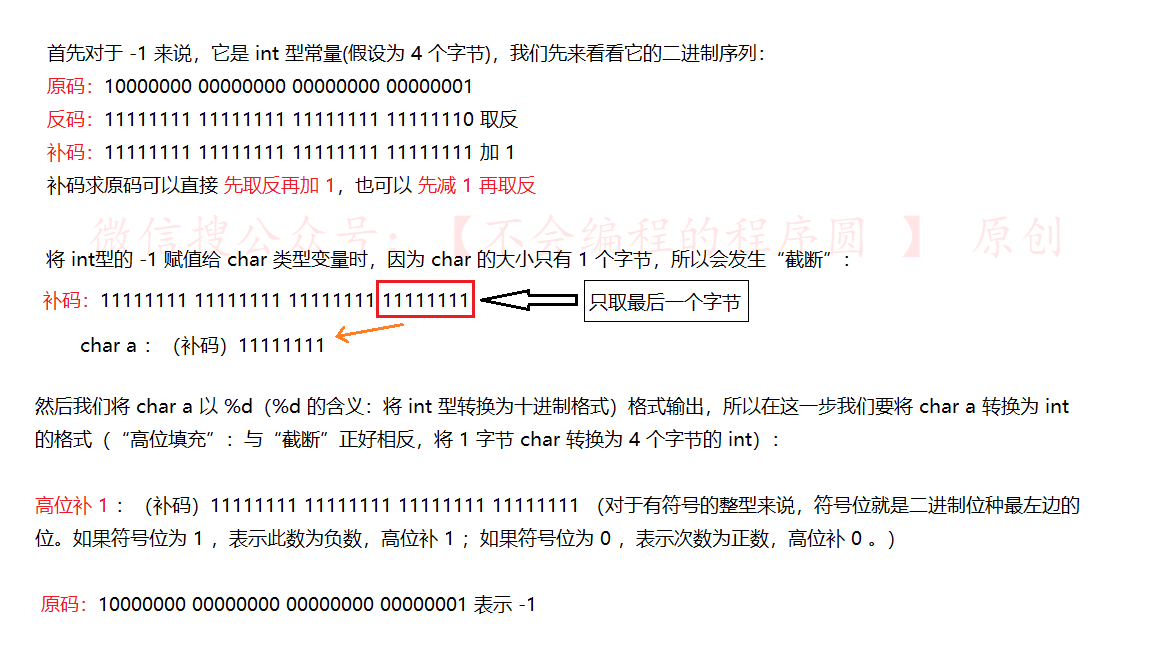 首先对于 -1 来说，它是 int 型常量(假设为 4 个字节)，我们先来看看它的二进制序列：
原码：10000000 00000000 00000000 00000001
反码：11111111 11111111 11111111 11111110 取反
补码：11111111 11111111 11111111 11111111 加 1
补码求原码可以直接 先取反再加 1，也可以 先减 1 再取反
微信搜公众号：【不会编程的程序圆 】 原创
将 int型的 -1 赋值给 char 类型变量时，因为 char 的大小只有 1 个字节，所以会发生“截断”：
补码：11111111 11111111 11111111 11111111 只取最后一个字节
char a ：（补码）11111111
然后我们将 char a 以 %d（%d 的含义：将 int 型转换为十进制格式）格式输出，所以在这一步我们要将 char a 转换为 int
的格式（“高位填充”：与“截断”正好相反，将 1 字节 char 转换为 4 个字节的 int）：
高位补 1 ：（补码）11111111 11111111 11111111 11111111 （对于有符号的整型来说，符号位就是二进制位种最左边的
位。如果符号位为 1 ，表示此数为负数，高位补 1 ；如果符号位为 0 ，表示次数为正数，高位补 0 。）
原码：10000000 00000000 00000000 00000001 表示 -1